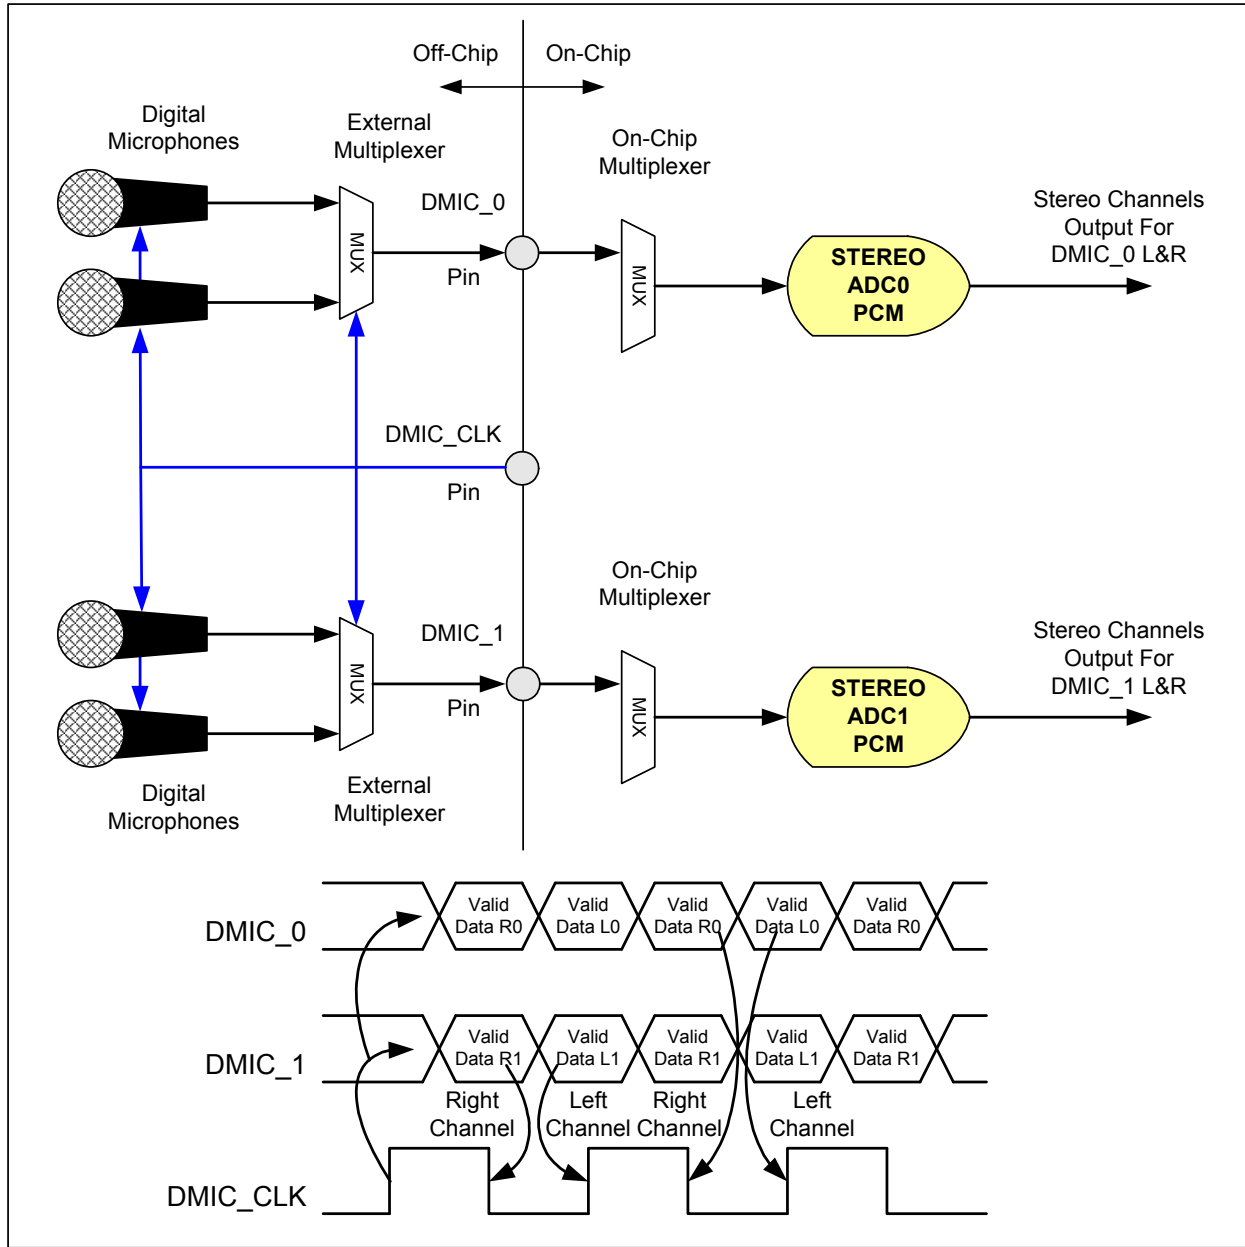 Off-Chip
On-Chip
Digital
Microphones
External
Multiplexer
On-Chip
Multiplexer
DMIC_0
Pin
MUX
MUX
STEREO
ADC0
PCM
Stereo Channels
Output For
DMIC_0 L&R
DMIC_CLK
Pin
On-Chip
Multiplexer
DMIC_1
Pin
MUX
MUX
STEREO
ADC1
PCM
Stereo Channels
Output For
DMIC_1 L&R
Digital
Microphones
External
Multiplexer
DMIC_0
Valid
Data R0
Valid
Data L0
Valid
Data R0
Valid
Data L0
Valid
Data R0
DMIC_1
Valid
Data R1
Valid
Data L1
Valid
Data R1
Valid
Data L1
Valid
Data R1
Right
Channel
Left
Channel
Right
Channel
Left
Channel
DMIC_CLK